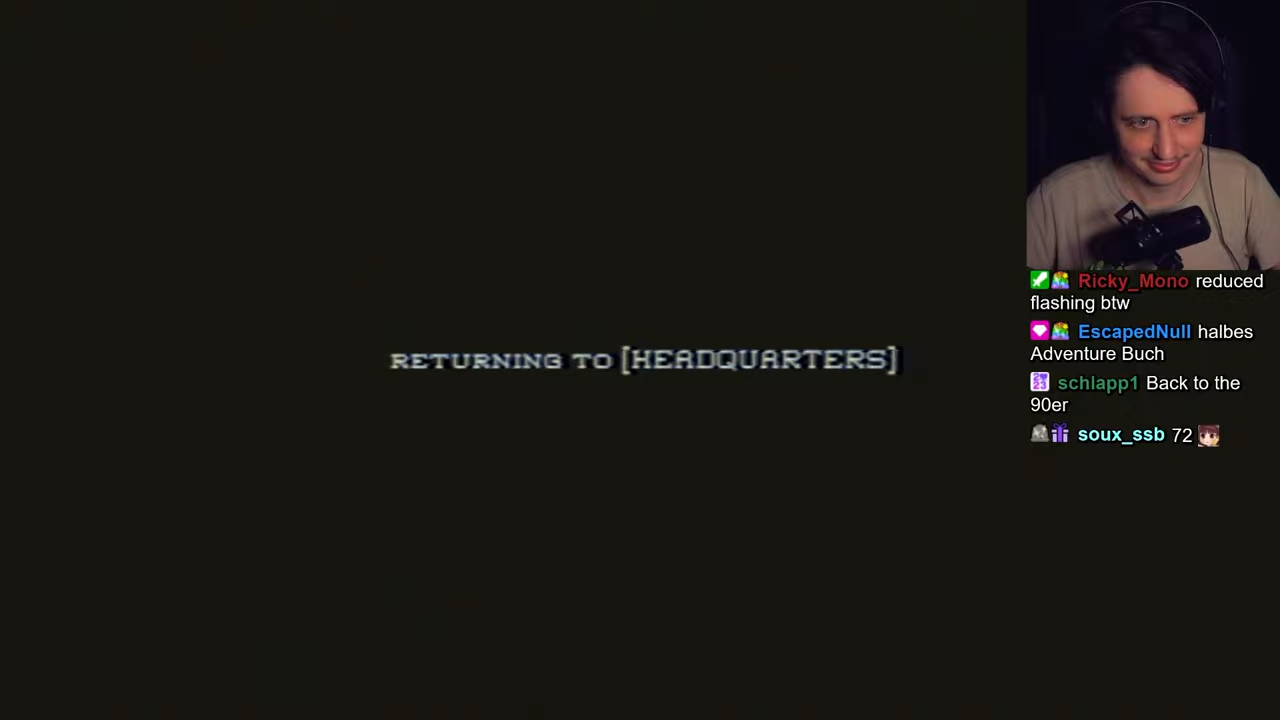 RETURNING TO [HEADQUARTERS]
Ricky_Mono reduced
flashing btw
EscapedNull halbes
Adventure Buch
schlapp1 Back to the
90er
soux_ssb 72